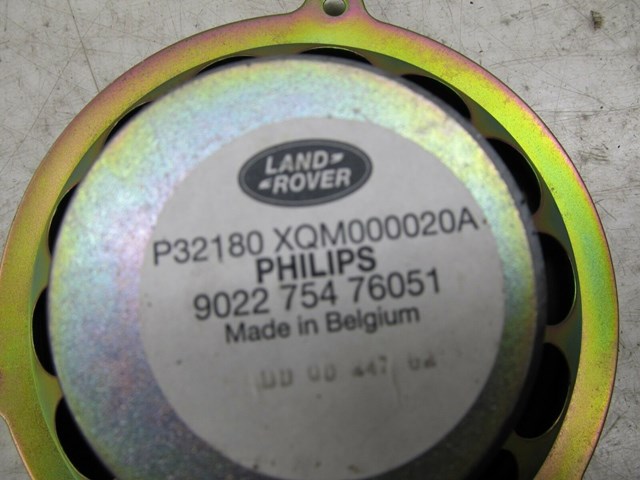 LAND
ROVER
P32180 XQM000020A
PHILIPS
9022 754 76051
Made in Belgium